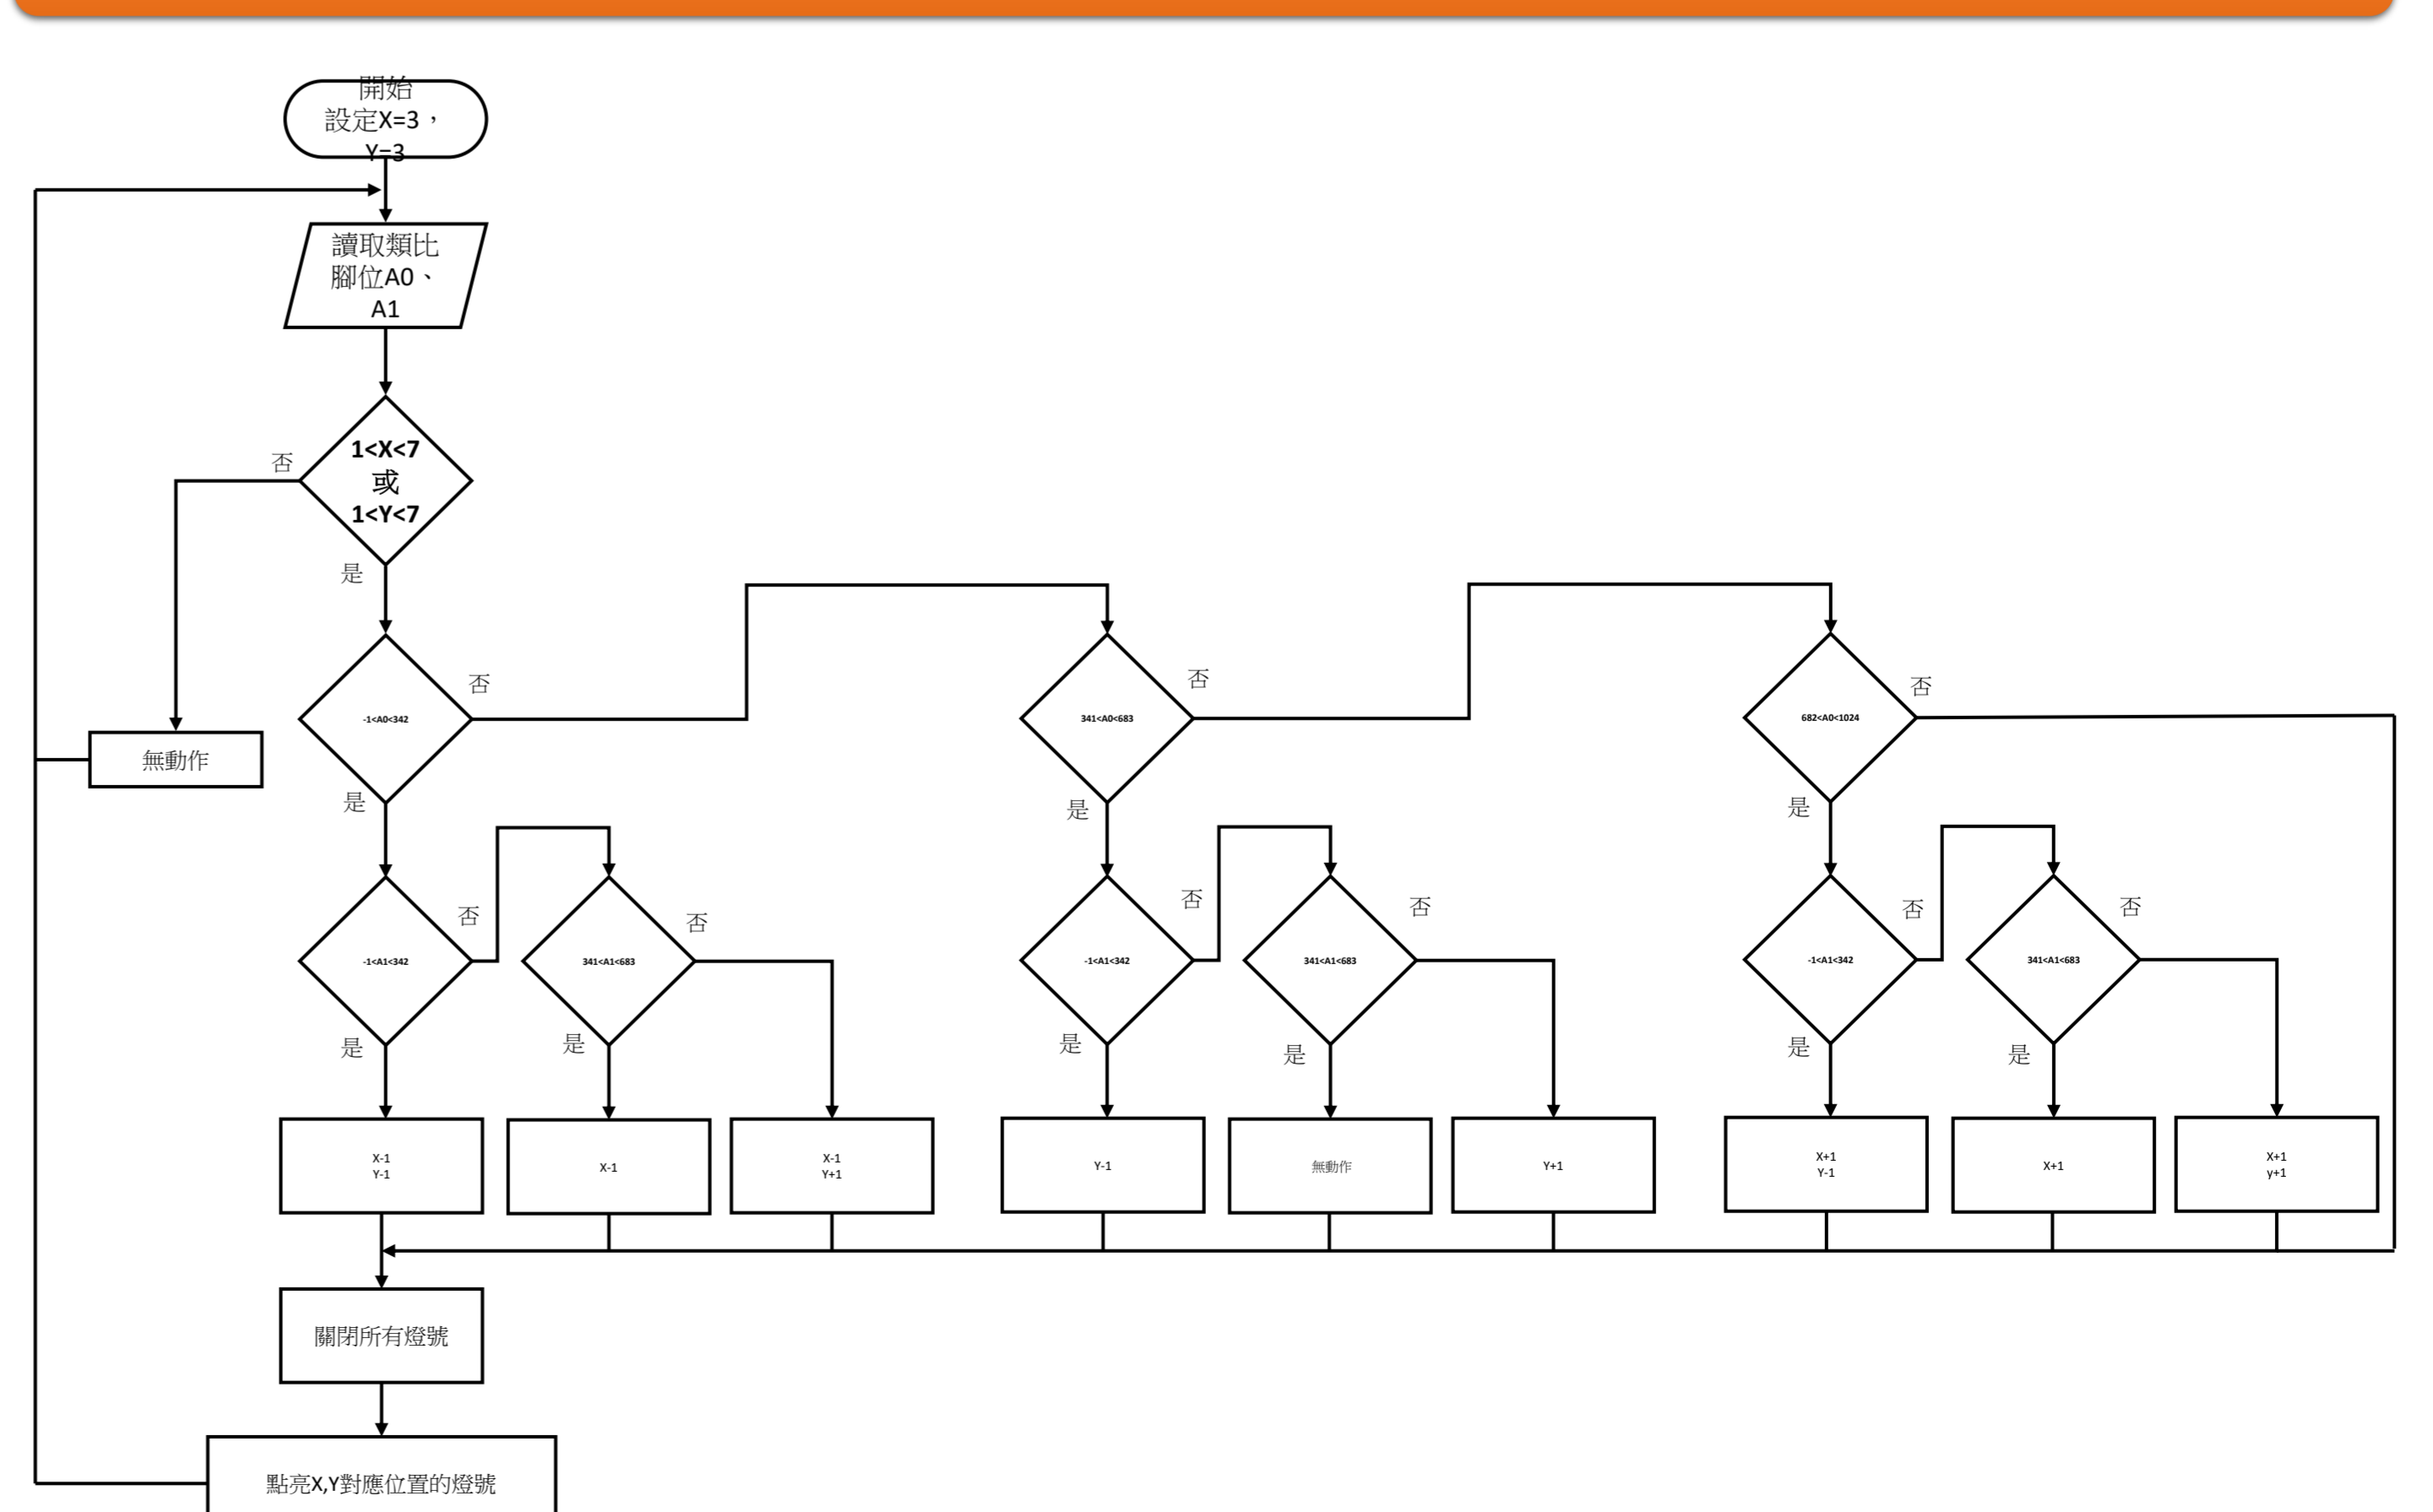 開始
設定X=3，
Y=3
讀取類比
腳位A0、
A1
1<X<7
或
1<Y<7
否
是
無動作
-1<A0<342
否
是
341<A0<683
否
是
682<A0<1024
否
是
-1<A1<342
否
是
341<A1<683
否
是
-1<A1<342
否
是
341<A1<683
否
是
-1<A1<342
否
是
341<A1<683
否
是
X-1
Y-1
X-1
X-1
Y+1
Y-1
無動作
Y+1
X+1
Y-1
X+1
X+1
y+1
關閉所有燈號
點亮X,Y對應位置的燈號